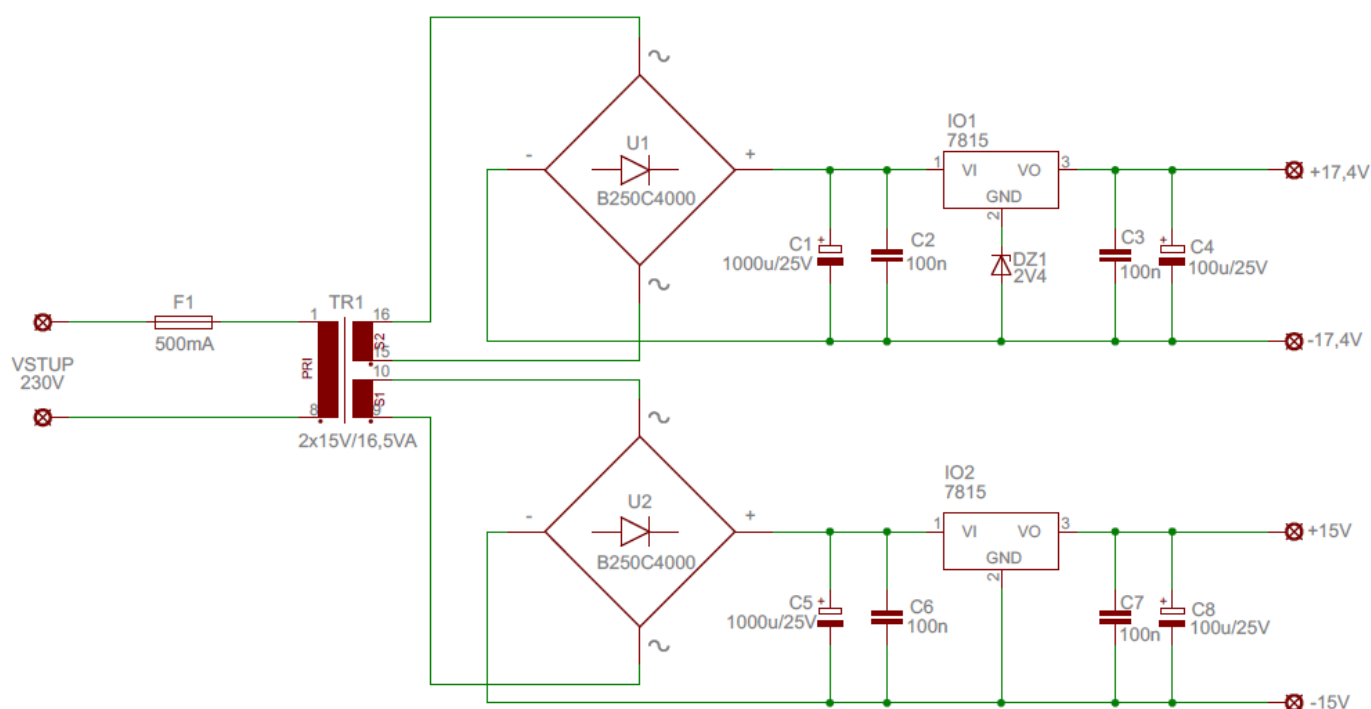 U1
B250C4000
-
+
IO1
7815
1
VI
VO
3
GND
2
+17,4V
C1
1000u/25V
+
C2
100n
DZ1
2V4
C3
100n
+
C4
100u/25V
-17,4V
F1
500mA
VSTUP
230V
TR1
1
16
S2
15
PRI
10
S1
8
9
2x15V/16,5VA
U2
B250C4000
-
+
IO2
7815
1
VI
VO
3
GND
2
+15V
C5
1000u/25V
+
C6
100n
C7
100n
+
C8
100u/25V
-15V